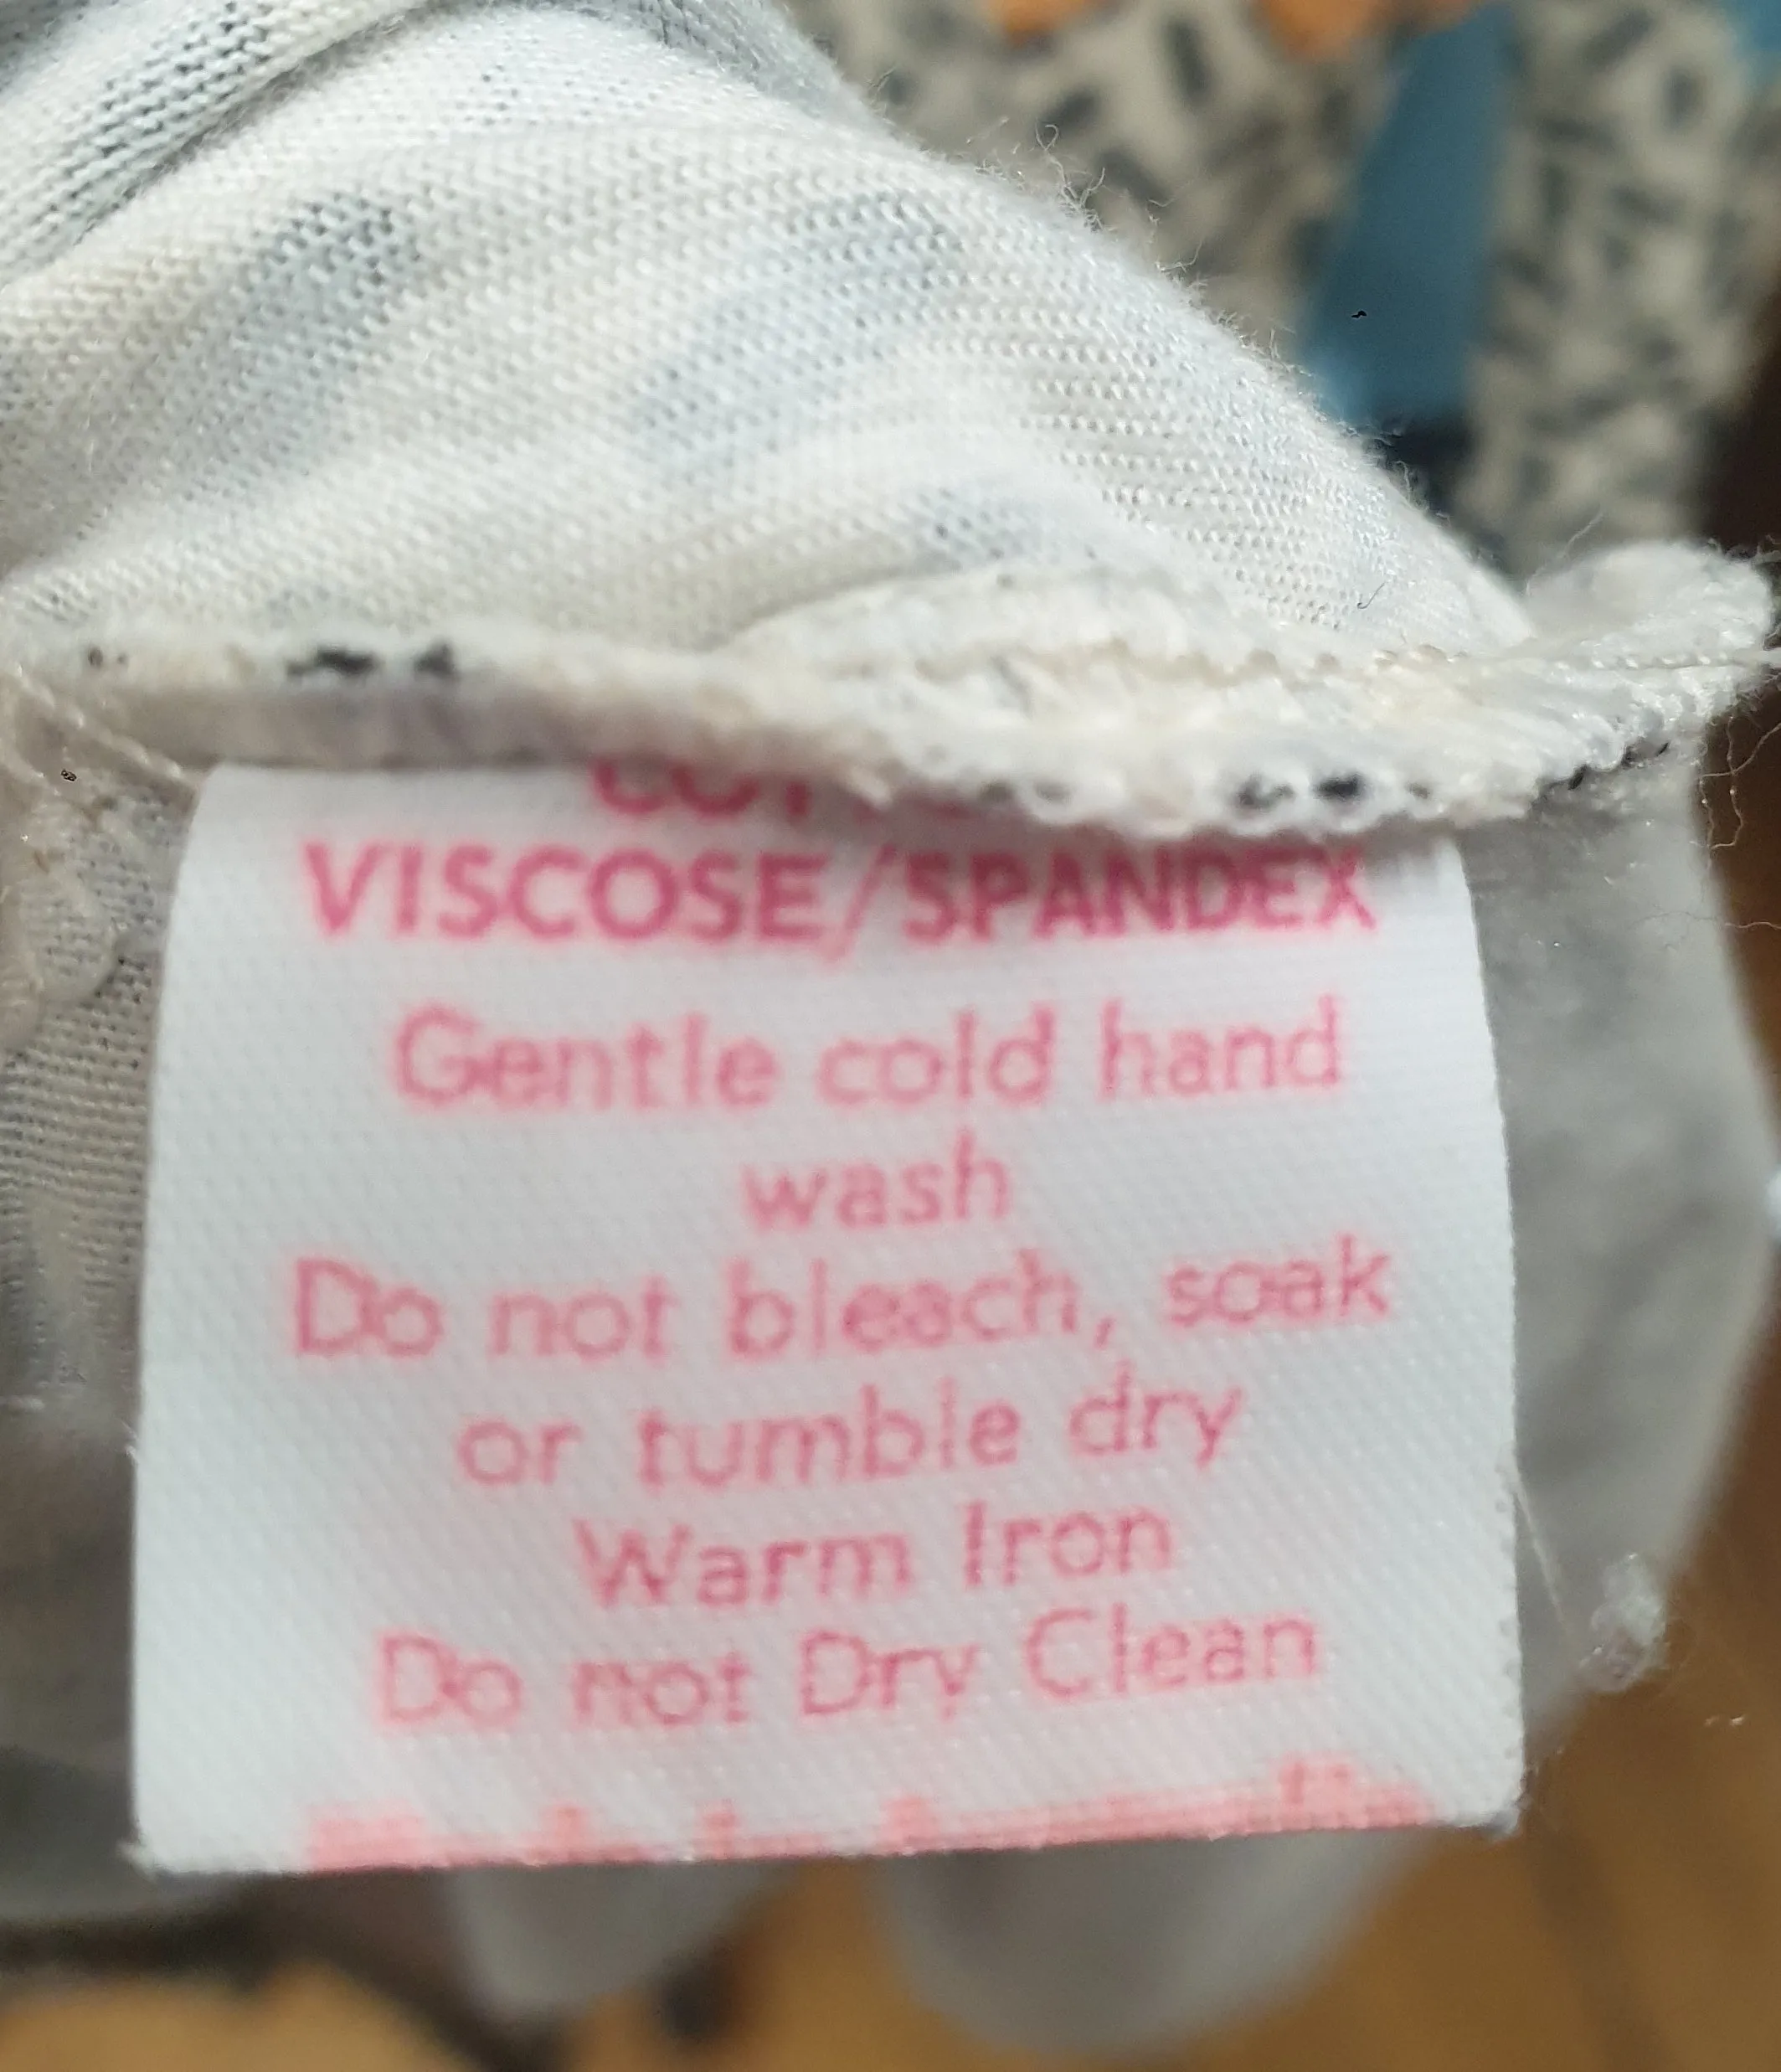 VISCOSE/SPANDEX
Gentle cold hand
wash
Do not bleach, soak
or tumble dry
Warm Iron
Do not Dry Clean